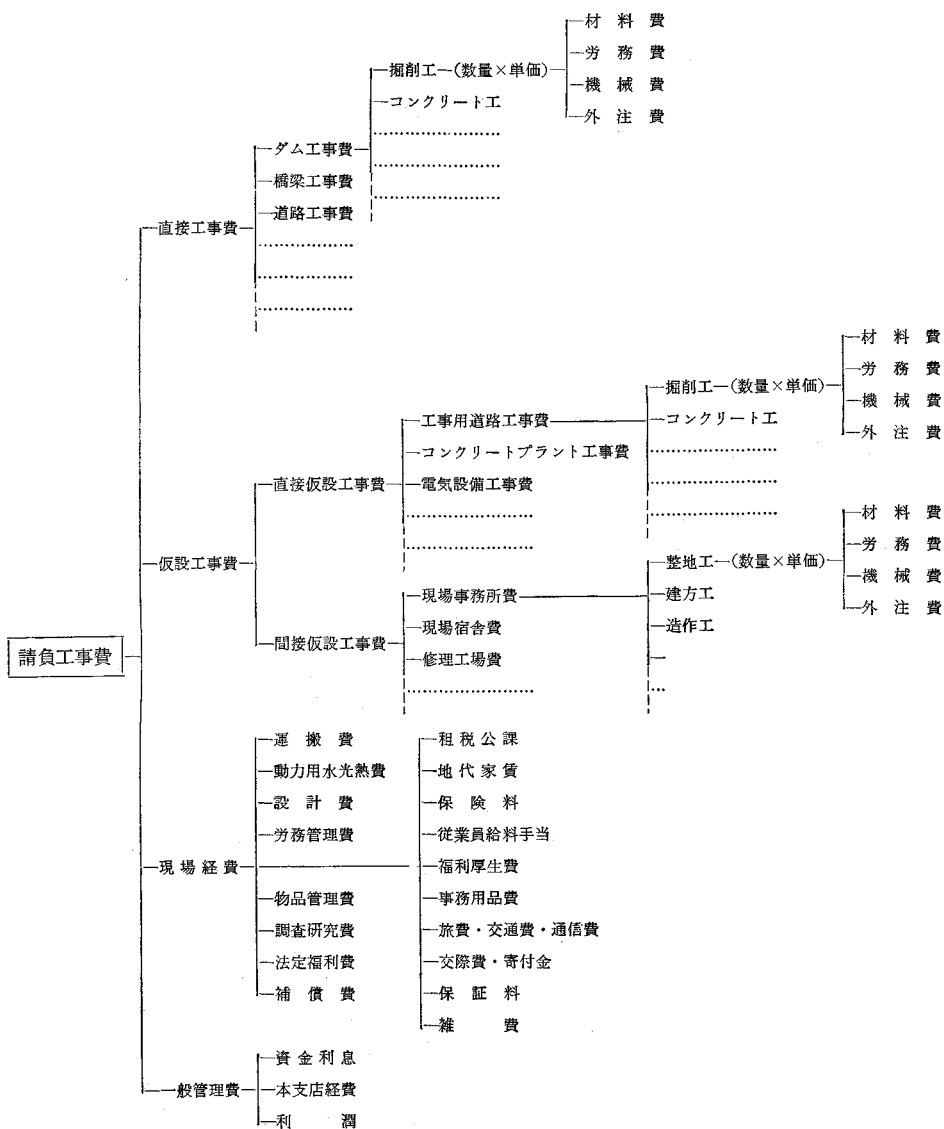 材料費
労務費
掘削工―(数量×単価)
機械費
コンクリート工
外注費
…………………
ダム工事費
…………………
橋梁工事費
…………………
道路工事費
直接工事費
………………
………………
………………
材料費
労務費
掘削工―(数量×単価)
機械費
工事用道路工事費
コンクリート工
外注費
コンクリートプラント工事費
…………………
直接仮設工事費
電気設備工事費
…………………
…………………
…………………
材料費
…………………
労務費
仮設工事費
整地工―(数量×単価)
機械費
現場事務所費
建方工
外注費
現場宿舎費
造作工
間接仮設工事費
請負工事費
修理工場費
…………………
…
運搬費
租税公課
動力用水光熱費
地代家賃
設計費
保険料
労務管理費
従業員給料手当
現場経費
福利厚生費
物品管理費
事務用品費
調査研究費
旅費・交通費・通信費
法定福利費
交際費・寄付金
補償費
保証料
雑費
資金利息
一般管理費
本支店経費
利潤